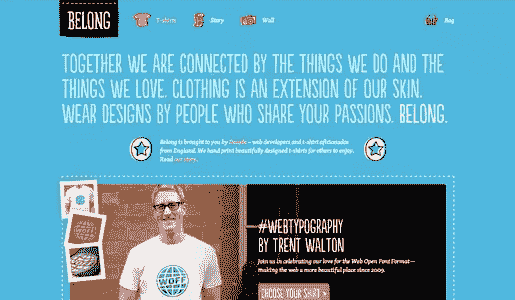 BELONG
T-shirts
Story
Wall
Bag
TOGETHER WE ARE CONNECTED BY THE THINGS WE DO AND THE
THINGS WE LOVE. CLOTHING IS AN EXTENSION OF OUR SKIN.
WEAR DESIGNS BY PEOPLE WHO SHARE YOUR PASSIONS. BELONG.
Belong is brought to you by – web developers and t-shirt aficionados
from England. We hand print beautifully designed t-shirts for others to enjoy.
Read our story.
WOFF
#WEBTYPOGRAPHY
BY TRENT WALTON
Join us in celebrating our love for the Web Open Font Format—
making the web a more beautiful place since 2009.
CHOOSE YOUR SHIRT >